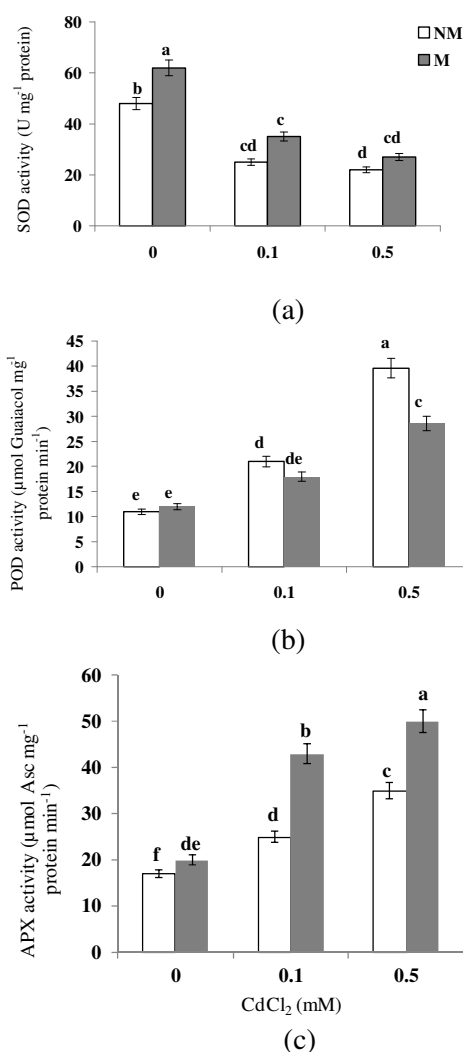 SOD activity (U mg-1 protein)
80
60
40
20
0
NM
M
b
a
cd
c
d
cd
0
0.1
0.5
(a)
POD activity (µmol Guaiacol mg-1
protein min-1)
45
40
35
30
25
20
15
10
5
0
e
e
d
de
a
c
0
0.1
0.5
(b)
APX activity (µmol Asc mg-1
protein min-1)
60
50
40
30
20
10
0
f
de
d
b
c
a
0
0.1
0.5
CdCl2 (mM)
(c)